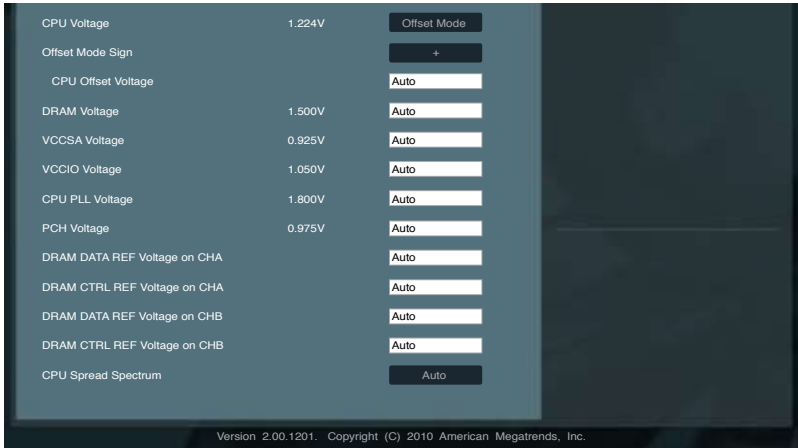 CPU Voltage 1.224V Offset Mode
Offset Mode Sign +
CPU Offset Voltage Auto
DRAM Voltage 1.500V Auto
VCCSA Voltage 0.925V Auto
VCCIO Voltage 1.050V Auto
CPU PLL Voltage 1.800V Auto
PCH Voltage 0.975V Auto
DRAM DATA REF Voltage on CHA Auto
DRAM CTRL REF Voltage on CHA Auto
DRAM DATA REF Voltage on CHB Auto
DRAM CTRL REF Voltage on CHB Auto
CPU Spread Spectrum Auto
Version 2.00.1201. Copyright (C) 2010 American Megatrends, Inc.